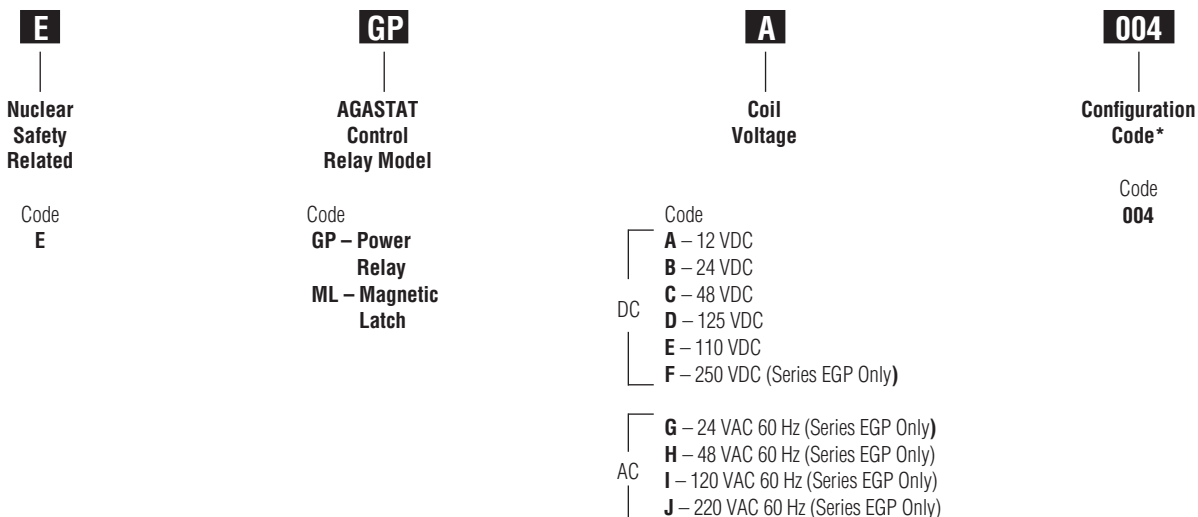 E
GP
A
004
Nuclear
Safety
Related
Code
E
AGASTAT
Control
Relay Model
Code
GP – Power
Relay
ML – Magnetic
Latch
Coil
Voltage
Code
DC
A – 12 VDC
B – 24 VDC
C – 48 VDC
D – 125 VDC
E – 110 VDC
F – 250 VDC (Series EGP Only)
AC
G – 24 VAC 60 Hz (Series EGP Only)
H – 48 VAC 60 Hz (Series EGP Only)
I – 120 VAC 60 Hz (Series EGP Only)
J – 220 VAC 60 Hz (Series EGP Only)
Configuration
Code*
Code
004